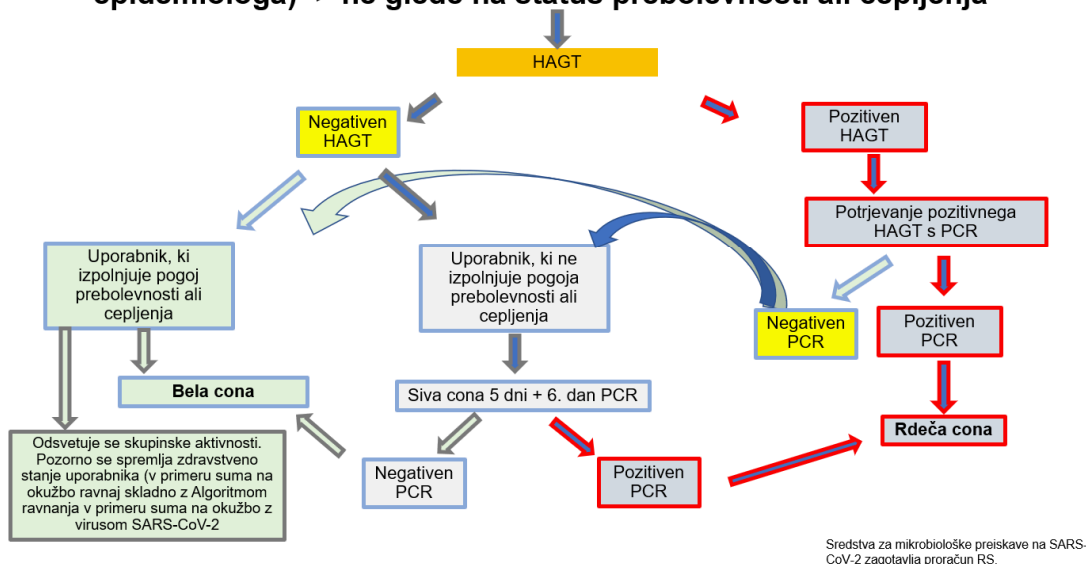 epidemiologa) → ne glede na status prebolevnosti ali cepljenja
HAGT
Negativen
HAGT
Pozitiven
HAGT
Potrjevanje pozitivnega
HAGT s PCR
Uporabnik, ki
izpolnjuje pogoj
prebolevnosti ali
cepljenja
Uporabnik, ki ne
izpolnjuje pogoja
prebolevnosti ali
cepljenja
Negativen
PCR
Pozitiven
PCR
Bela cona
Siva cona 5 dni + 6. dan PCR
Rdeča cona
Odsvetuje se skupinske aktivnosti.
Pozorno se spremlja zdravstveno
stanje uporabnika (v primeru suma na
okužbo ravnaj skladno z Algoritmom
ravnanja v primeru suma na okužbo z
virusom SARS-CoV-2
Negativen
PCR
Pozitiven
PCR
Sredstva za mikrobiološke preiskave na SARS-
CoV-2 zagotavlja proračun RS.